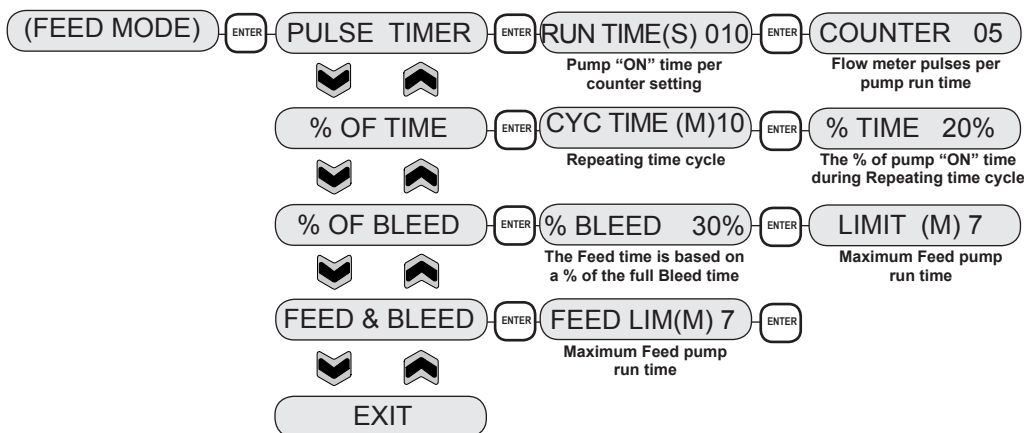 (FEED MODE) ENTER PULSE TIMER ENTER RUN TIME(S) 010 ENTER COUNTER 05
Pump “ON” time per
counter setting
Flow meter pulses per
pump run time
% OF TIME ENTER CYC TIME (M)10 ENTER % TIME 20%
Repeating time cycle
The % of pump “ON” time
during Repeating time cycle
% OF BLEED ENTER % BLEED 30% ENTER LIMIT (M) 7
The Feed time is based on
a % of the full Bleed time
Maximum Feed pump
run time
FEED & BLEED ENTER FEED LIM(M) 7 ENTER
Maximum Feed pump
run time
EXIT